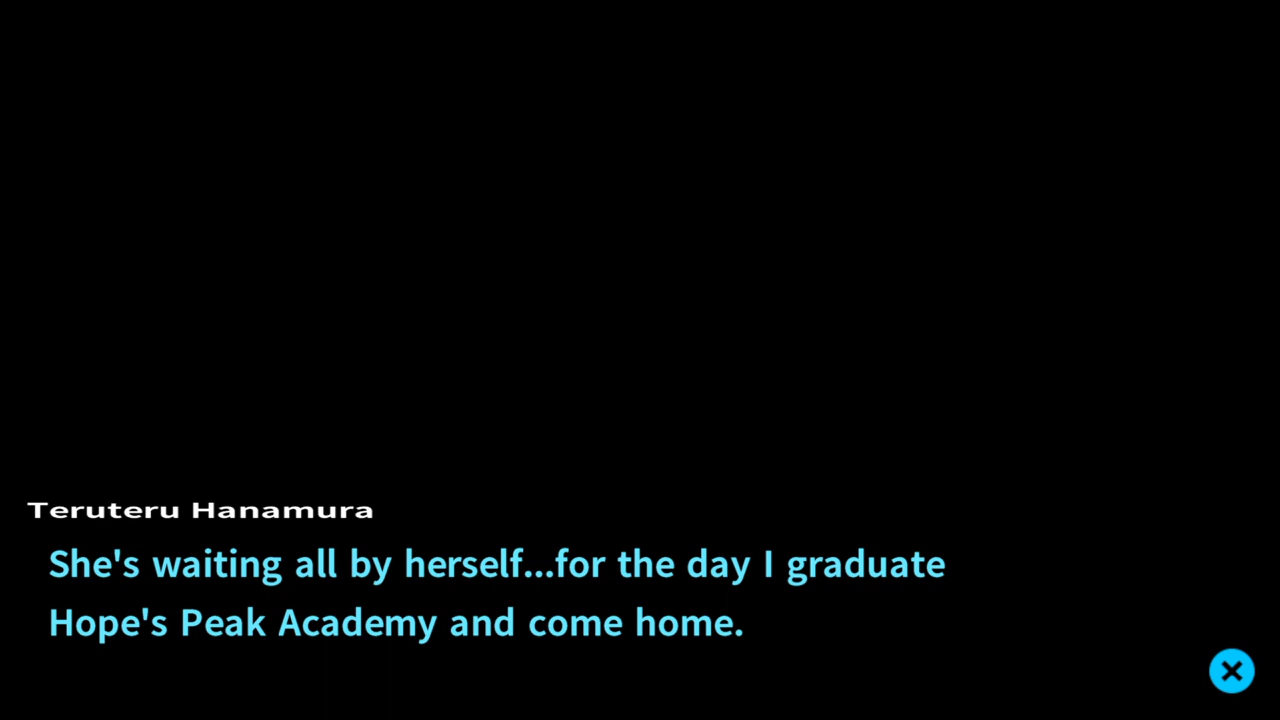 Teruteru Hanamura
She's waiting all by herself...for the day I graduate
Hope's Peak Academy and come home.